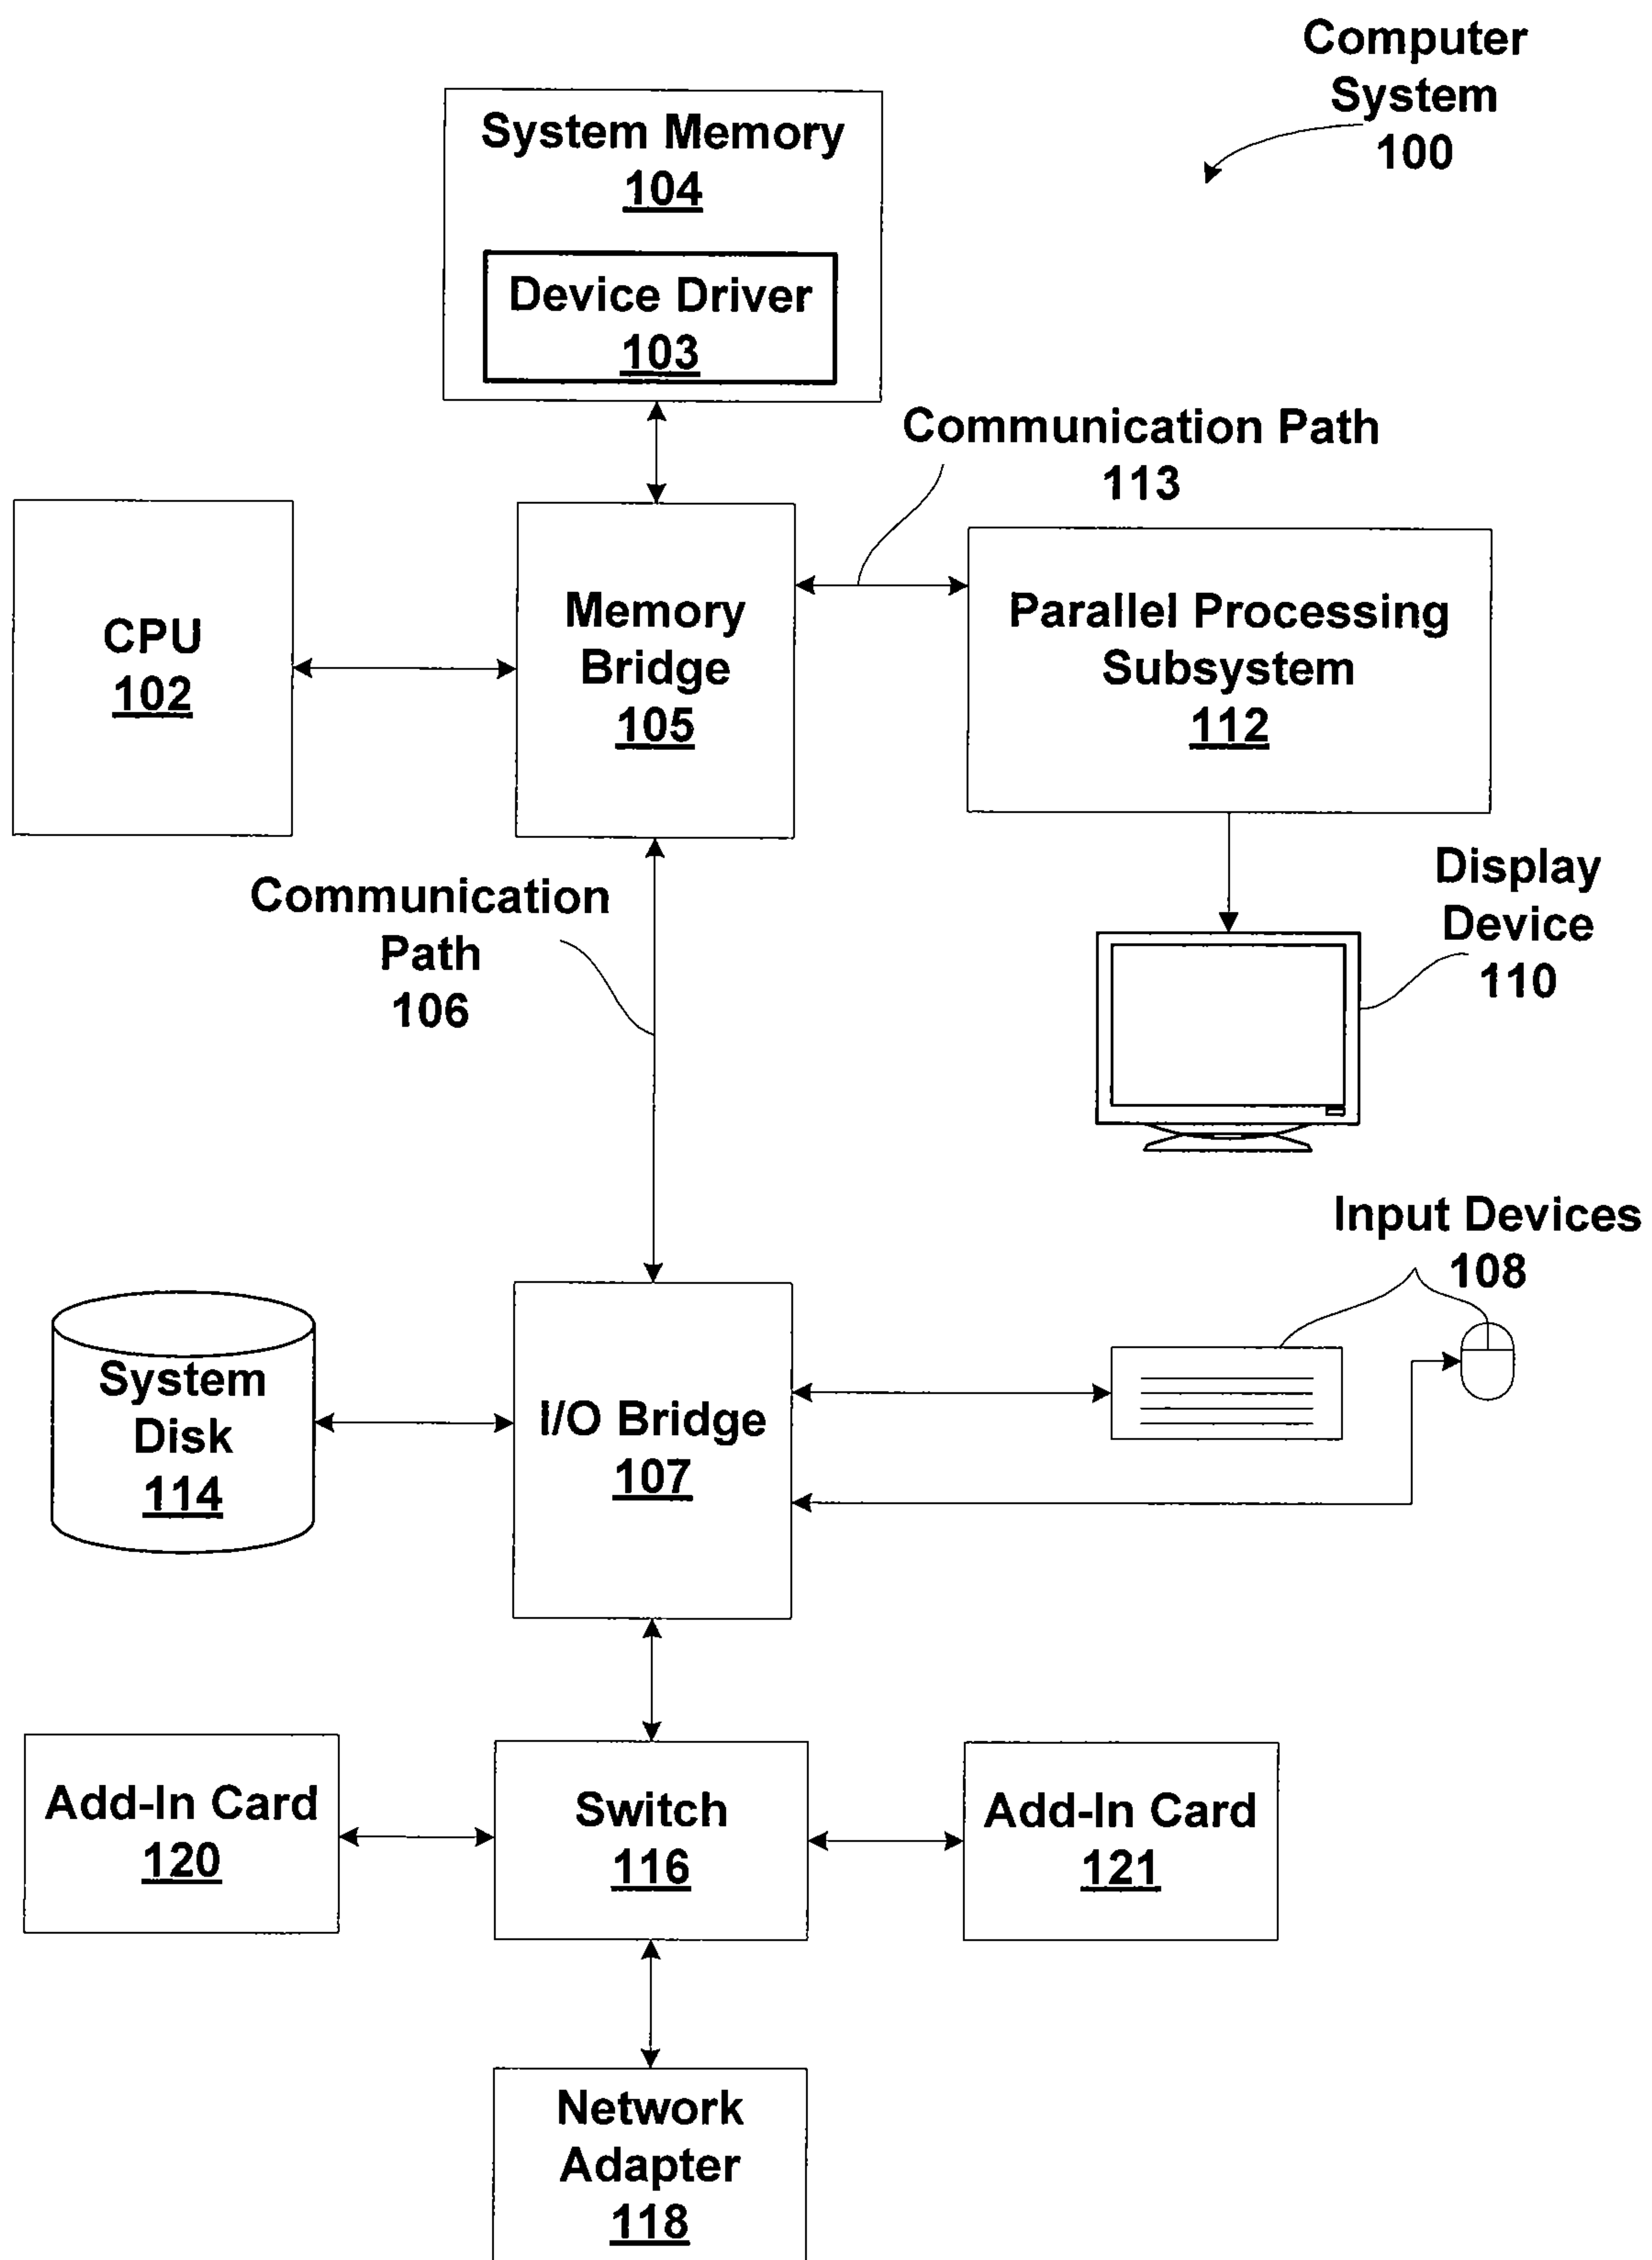 Computer
System
100
System Memory
104
Device Driver
103
Communication Path
113
CPU
102
Memory
Bridge
105
Parallel Processing
Subsystem
112
Communication
Path
106
Display
Device
110
Input Devices
108
System
Disk
114
I/O Bridge
107
Add-In Card
120
Switch
116
Add-In Card
121
Network
Adapter
118